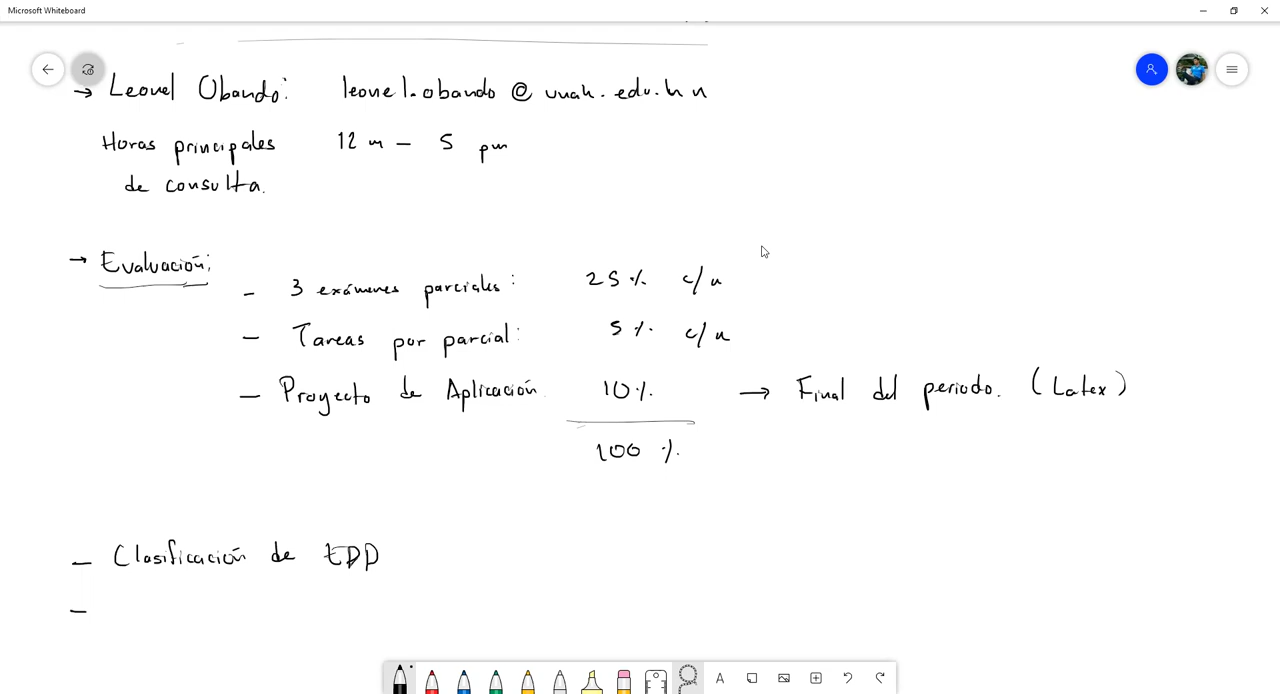 Microsoft Whiteboard
→ Leonel Obando: leonel.obando @ unah.edu.hn
Horas principales 12 m - 5 pm
de consulta.
→ Evaluación:
- 3 exámenes parciales: 25 % c/u
- Tareas por parcial: 5 % c/u
- Proyecto de Aplicación 10 % → Final del periodo. (Latex)
100 %.
- Clasificación de EDD
-